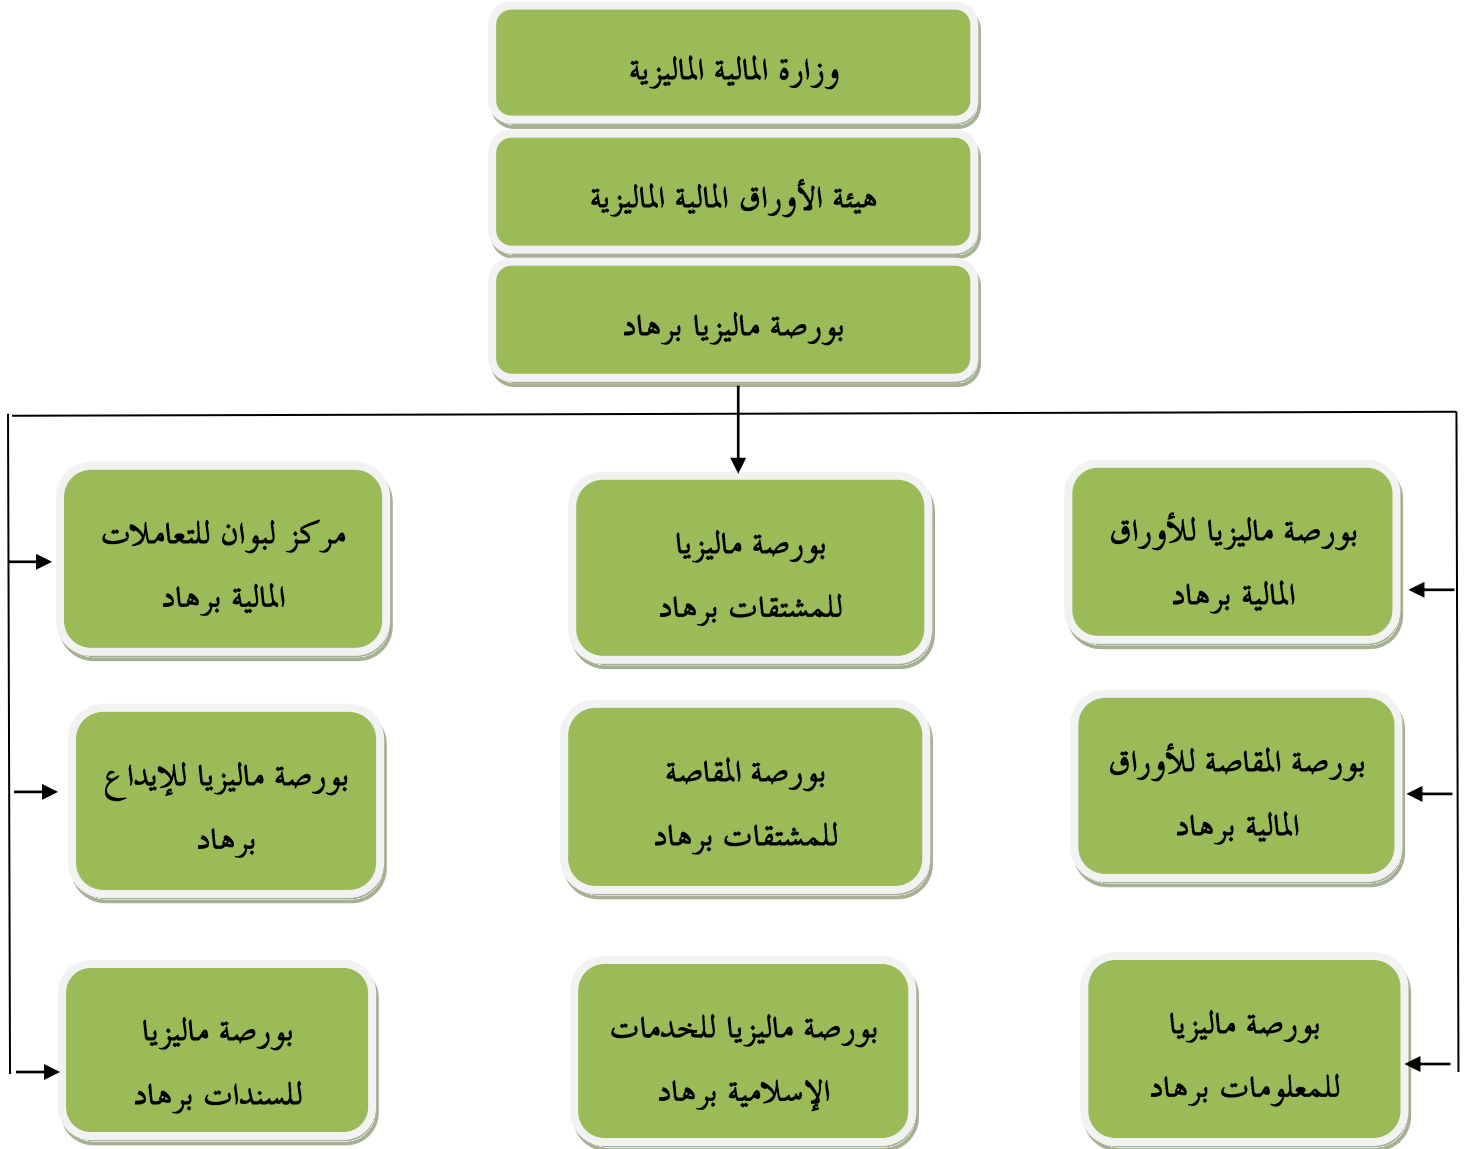 وزارة المالية الماليزية
هيئة الأوراق المالية الماليزية
بورصة ماليزيا برهاد
بورصة ماليزيا للأوراق
المالية برهاد
بورصة ماليزيا
للمشتقات برهاد
مركز لبوان للتعاملات
المالية برهاد
بورصة المقاصة للأوراق
المالية برهاد
بورصة المقاصة
للمشتقات برهاد
بورصة ماليزيا للإيداع
برهاد
بورصة ماليزيا
للمعلومات برهاد
بورصة ماليزيا للخدمات
الإسلامية برهاد
بورصة ماليزيا
للسندات برهاد